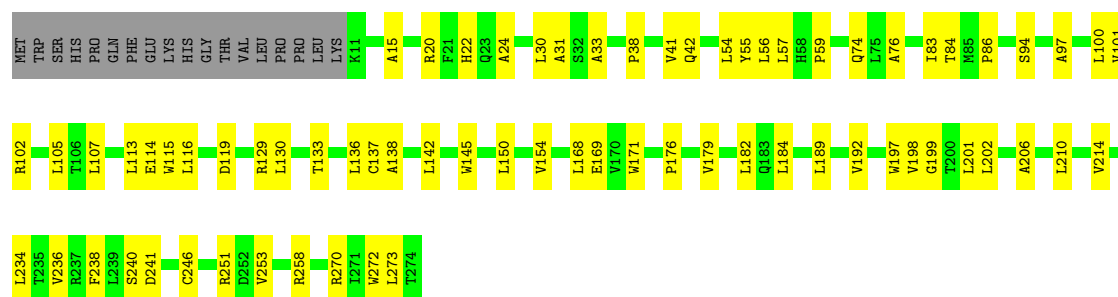 MET TRP SER HIS PRO GLN PHE GLU LYS HIS GLY THR VAL LEU PRO PRO LEU LYS K11 A15 R20 F21 H22 Q23 A24 L30 A31 S32 A33 P38 V41 Q42 L54 Y55 L56 L57 H58 P59 Q74 L75 A76 I83 T84 M85 P86 S94 A97 L100 V101
R102 L105 T106 L107 L113 E114 W115 L116 D119 R129 L130 T133 L136 C137 A138 L142 W145 L150 V154 L168 E169 V170 W171 P176 V179 L182 Q183 L184 L189 V192 W197 V198 G199 T200 L201 L202 A206 L210 V214
L234 T235 V236 R237 F238 L239 S240 D241 C246 R251 D252 V253 R258 R270 I271 W272 L273 T274